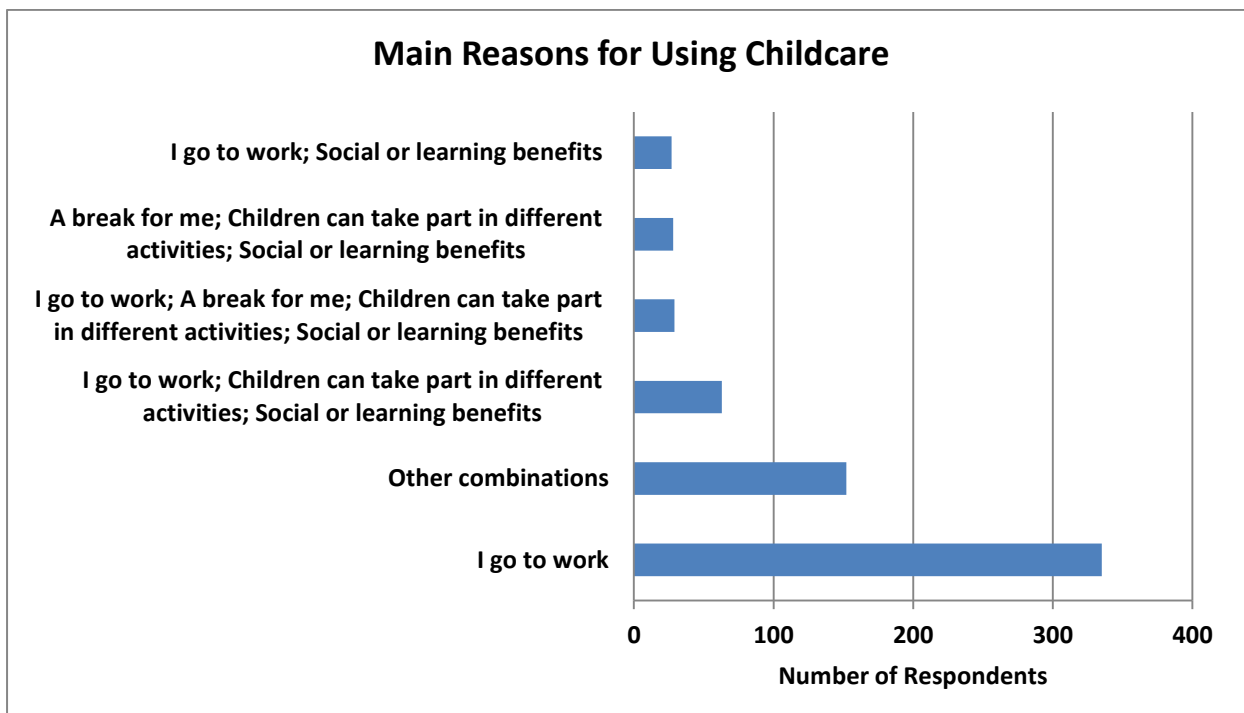 Main Reasons for Using Childcare
I go to work; Social or learning benefits
A break for me; Children can take part in different
activities; Social or learning benefits
I go to work; A break for me; Children can take part
in different activities; Social or learning benefits
I go to work; Children can take part in different
activities; Social or learning benefits
Other combinations
I go to work
0 100 200 300 400
Number of Respondents